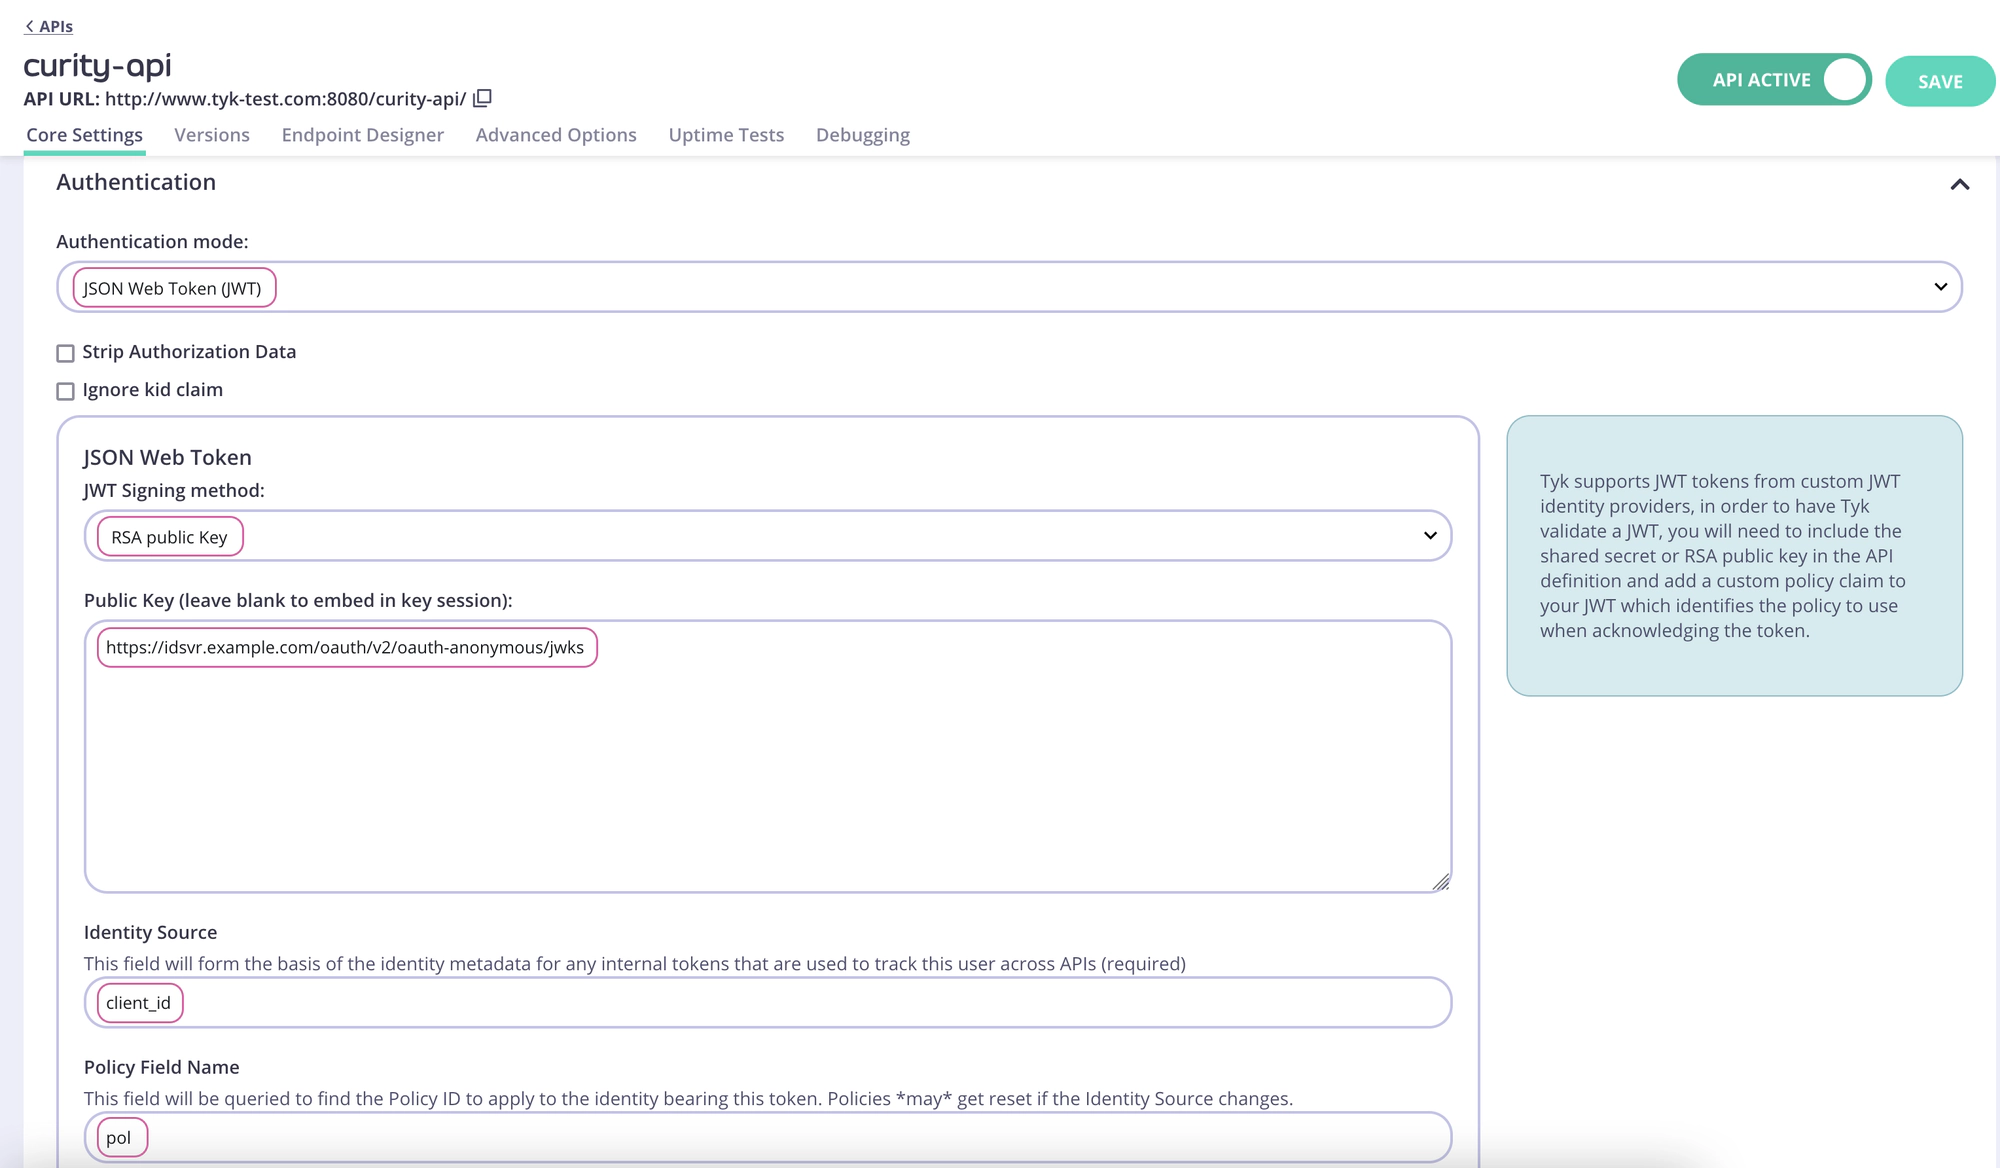 APIs
curity-api
API URL: http://www.tyk-test.com:8080/curity-api/
API ACTIVE
SAVE
Core Settings
Versions
Endpoint Designer
Advanced Options
Uptime Tests
Debugging
Authentication
Authentication mode:
JSON Web Token (JWT)
Strip Authorization Data
Ignore kid claim
JSON Web Token
JWT Signing method:
RSA public Key
Public Key (leave blank to embed in key session):
https://idsvr.example.com/oauth/v2/oauth-anonymous/jwks
Identity Source
This field will form the basis of the identity metadata for any internal tokens that are used to track this user across APIs (required)
client_id
Policy Field Name
This field will be queried to find the Policy ID to apply to the identity bearing this token. Policies *may* get reset if the Identity Source changes.
pol
Tyk supports JWT tokens from custom JWT
identity providers, in order to have Tyk
validate a JWT, you will need to include the
shared secret or RSA public key in the API
definition and add a custom policy claim to
your JWT which identifies the policy to use
when acknowledging the token.